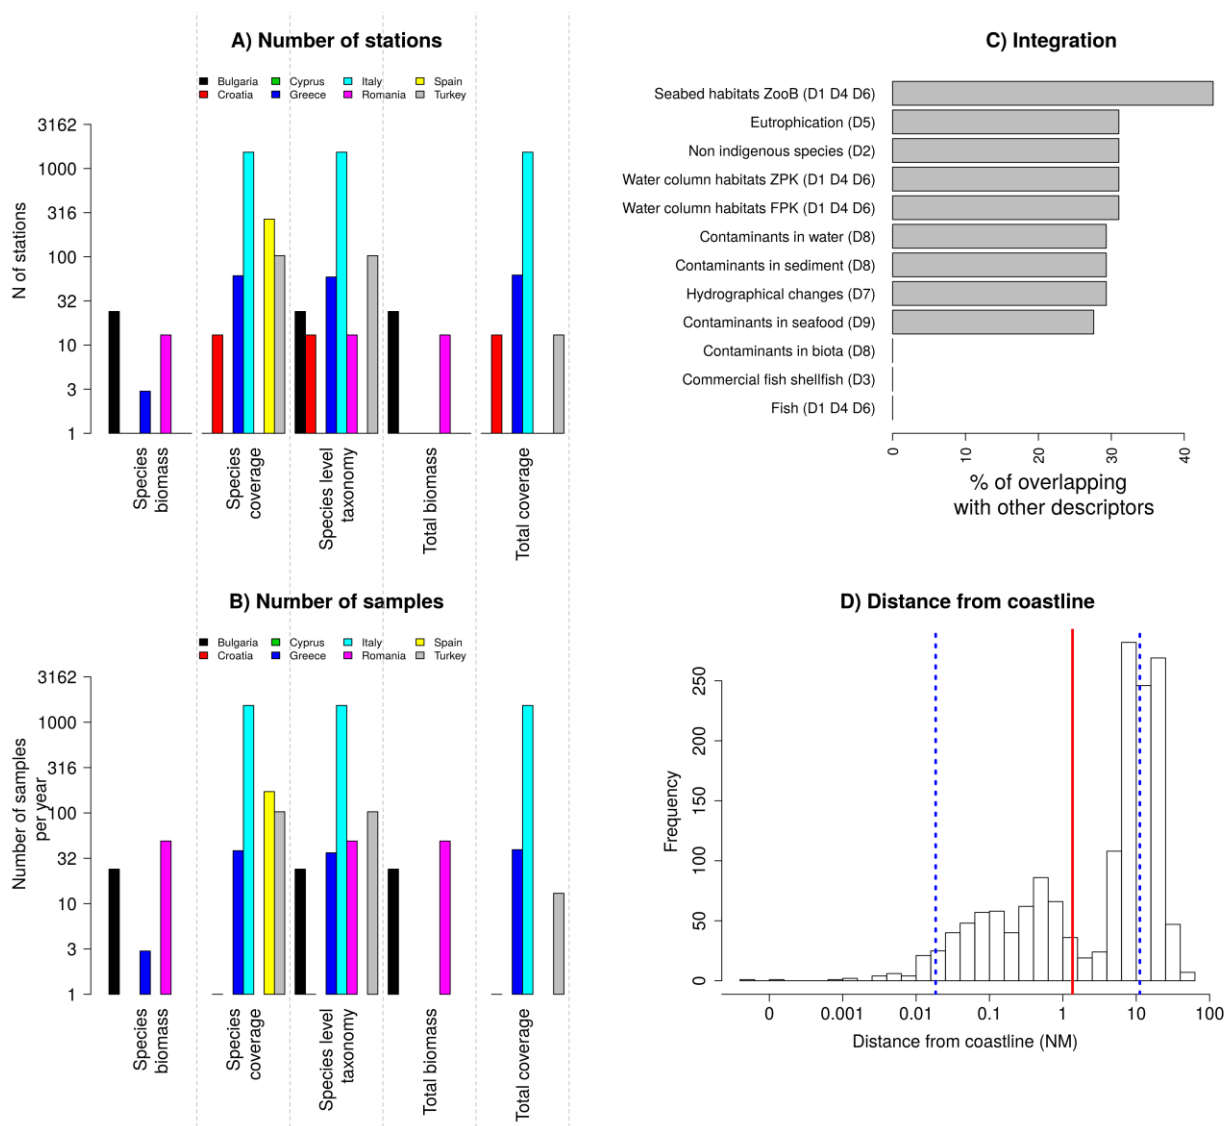 A) Number of stations
Bulgaria Cyprus Italy Spain
Croatia Greece Romania Turkey
N of stations
3162
1000
316
100
32
10
3
1
Species
biomass
Species
coverage
Species level
taxonomy
Total biomass
Total coverage
B) Number of samples
Bulgaria Cyprus Italy Spain
Croatia Greece Romania Turkey
Number of samples
per year
3162
1000
316
100
32
10
3
1
Species
biomass
Species
coverage
Species level
taxonomy
Total biomass
Total coverage
C) Integration
Seabed habitats ZooB (D1 D4 D6)
Eutrophication (D5)
Non indigenous species (D2)
Water column habitats ZPK (D1 D4 D6)
Water column habitats FPK (D1 D4 D6)
Contaminants in water (D8)
Contaminants in sediment (D8)
Hydrographical changes (D7)
Contaminants in seafood (D9)
Contaminants in biota (D8)
Commercial fish shellfish (D3)
Fish (D1 D4 D6)
0 10 20 30 40
% of overlapping
with other descriptors
D) Distance from coastline
Frequency
250
200
150
100
50
0
0 0.001 0.01 0.1 1 10 100
Distance from coastline (NM)